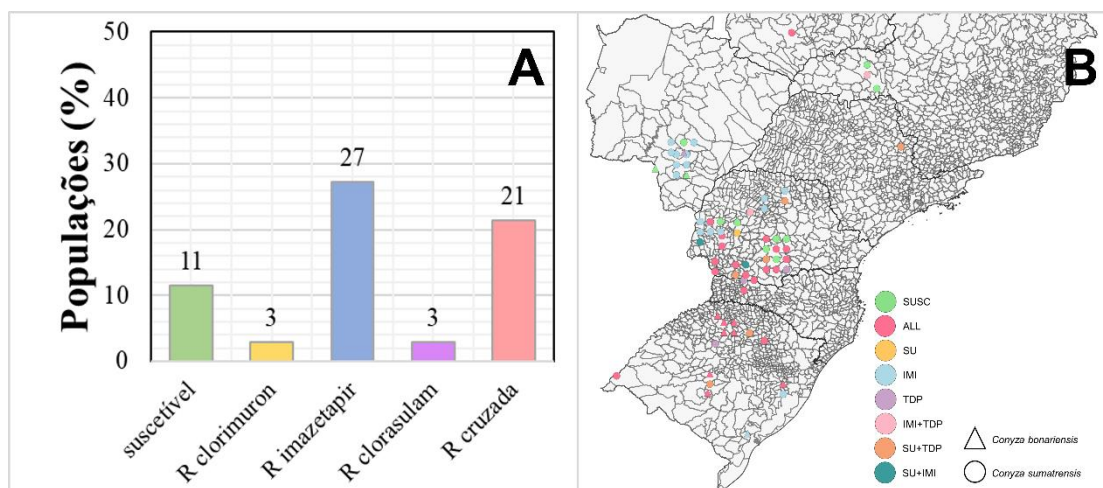 A
Populações (%)
50
40
30
20
10
0
11
3
27
3
21
suscetível
R clorimuron
R imazetapir
R clorasulam
R cruzada
B
SUSC
ALL
SU
IMI
TDP
IMI+TDP
SU+TDP
SU+IMI
Conyza bonariensis
Conyza sumatrensis